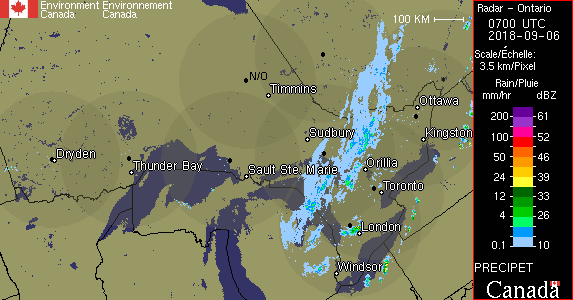 Environment Environnement
Canada Canada
100 KM
N/O
Timmins
Ottawa
Sudbury
Kingston
Dryden
Thunder Bay
Sault Ste. Marie
Orillia
Toronto
London
Windsor
Radar - Ontario
0700 UTC
2018-09-06
Scale/Échelle:
3.5 km/Pixel
Rain/Pluie
mm/hr dBZ
200 61
100 52
50 46
24 39
12 33
4 26
0.1 10
PRECIPET
Canada